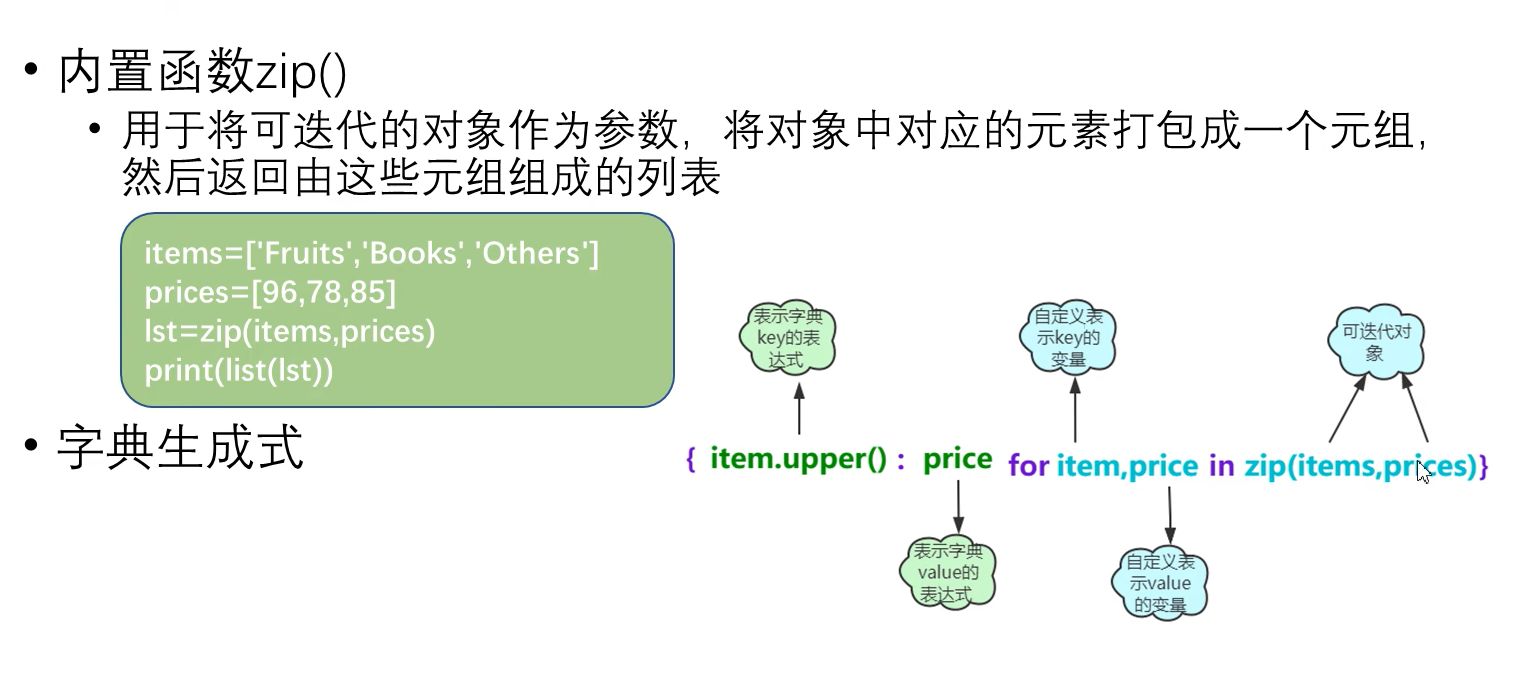 • 内置函数zip()
• 用于将可迭代的对象作为参数，将对象中对应的元素打包成一个元组，
然后返回由这些元组组成的列表
items=['Fruits','Books','Others']
prices=[96,78,85]
lst=zip(items,prices)
print(list(lst))
• 字典生成式
表示字典
key的表
达式
自定义表
示key的
变量
可迭代对
象
{ item.upper() : price for item,price in zip(items,prices)}
表示字典
value的
表达式
自定义表
示value
的变量